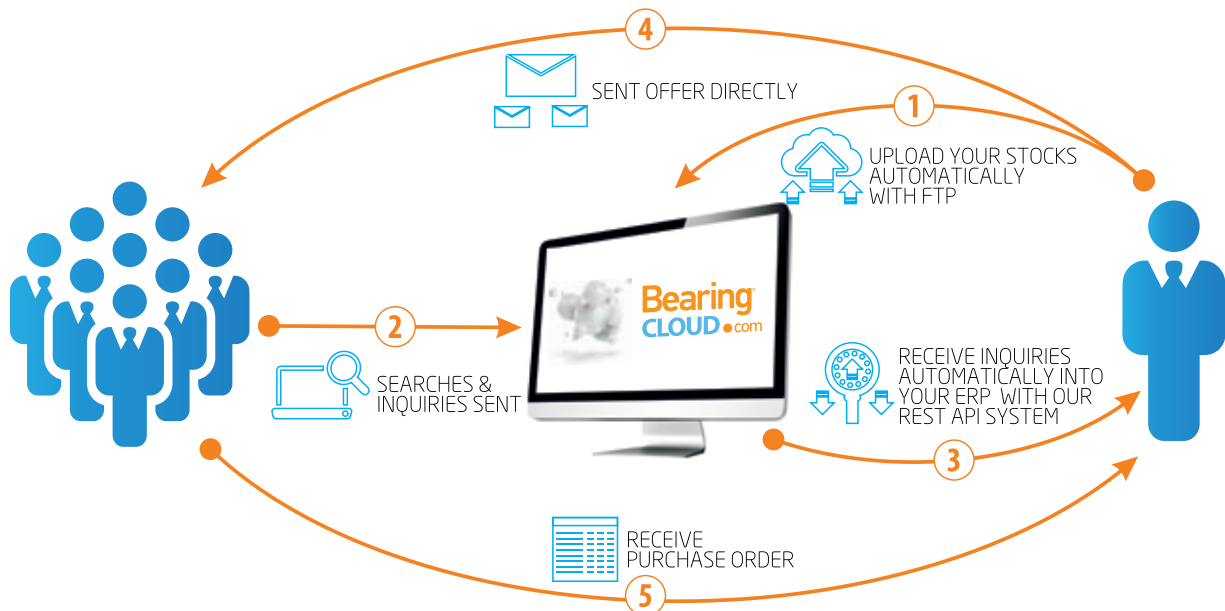 4
SENT OFFER DIRECTLY
1
UPLOAD YOUR STOCKS
AUTOMATICALLY
WITH FTP
Bearing
CLOUD.com
2
SEARCHES &
INQUIRIES SENT
RECEIVE INQUIRIES
AUTOMATICALLY INTO
YOUR ERP WITH OUR
REST API SYSTEM
3
RECEIVE
PURCHASE ORDER
5